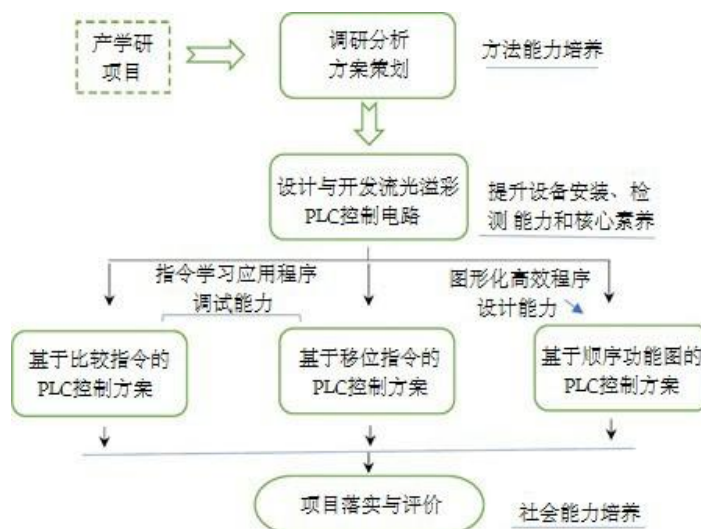 产学研
项目
调研分析
方案策划
方法能力培养
设计与开发流光溢彩
PLC控制电路
提升设备安装、检
测 能力和核心素养
指令学习应用程序
调试能力
图形化高效程序
设计能力
基于比较指令的
PLC控制方案
基于移位指令的
PLC控制方案
基于顺序功能图的
PLC控制方案
项目落实与评价
社会能力培养